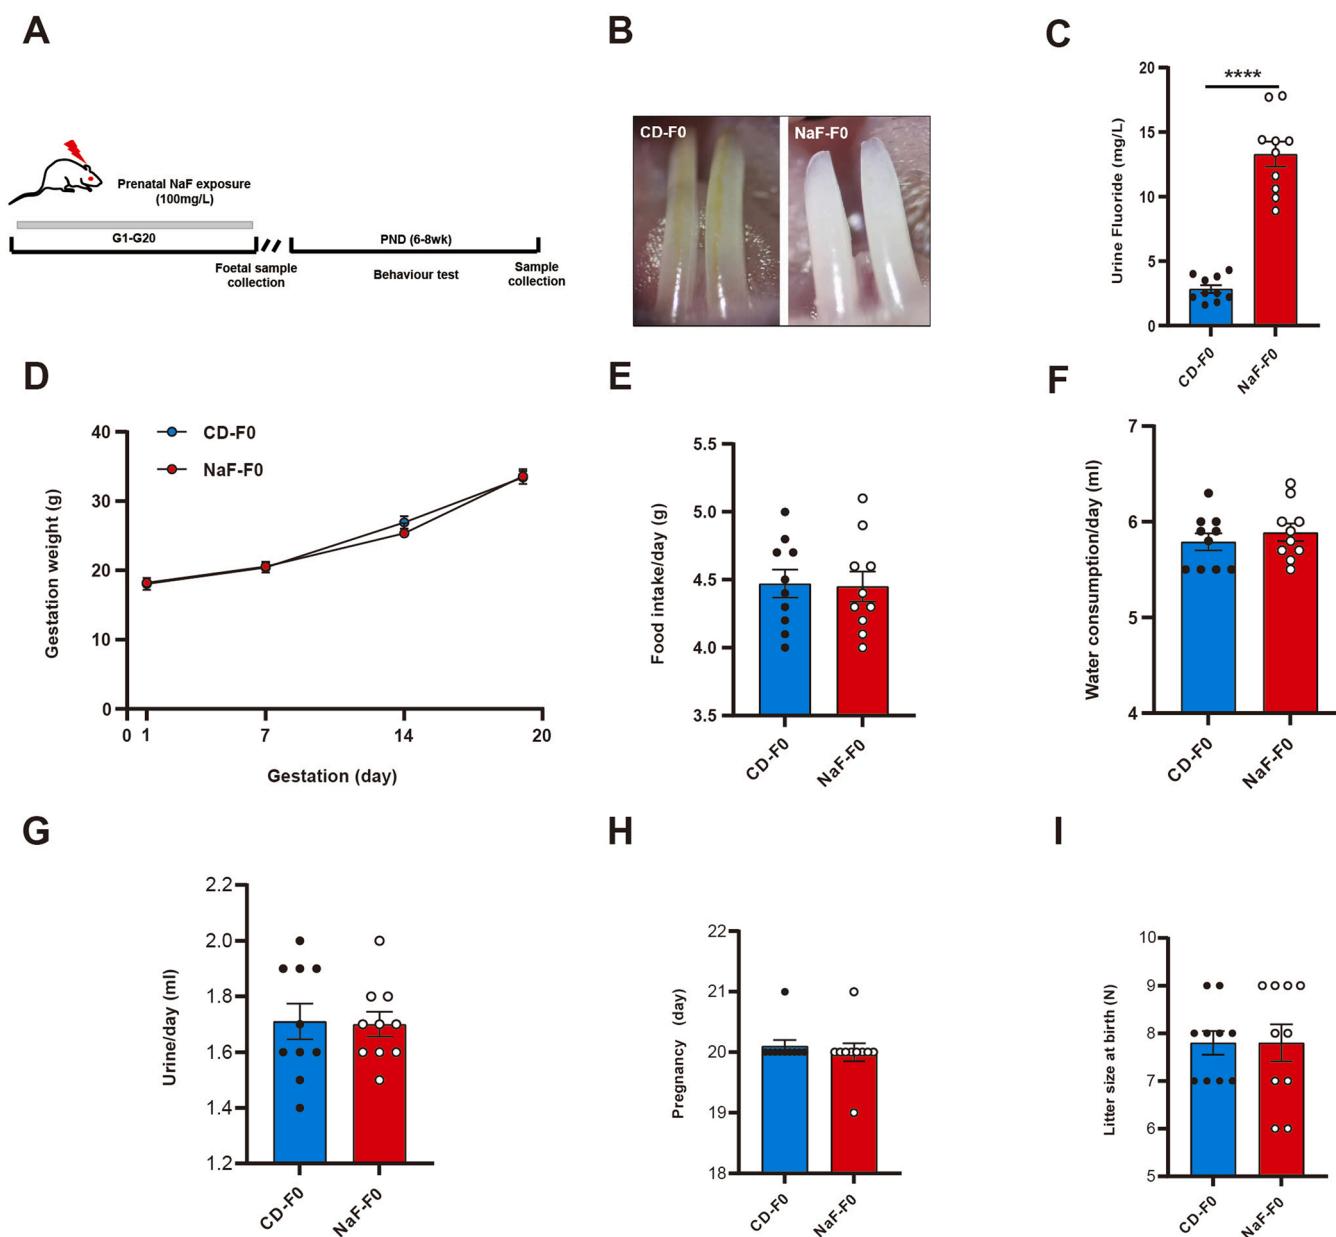 A
Prenatal NaF exposure
(100mg/L)
G1-G20
PND (6-8wk)
Foetal sample
collection
Behaviour test
Sample
collection
B
CD-F0
NaF-F0
C
Urine Fluoride (mg/L)
20
15
10
5
0
****
CD-F0
NaF-F0
D
Gestation weight (g)
40
30
20
10
0
CD-F0
NaF-F0
0 1 7 14 20
Gestation (day)
E
Food intake/day (g)
5.5
5.0
4.5
4.0
3.5
CD-F0
NaF-F0
F
Water consumption/day (ml)
7
6
5
4
CD-F0
NaF-F0
G
Urine/day (ml)
2.2
2.0
1.8
1.6
1.4
1.2
CD-F0
NaF-F0
H
Pregnancy (day)
22
21
20
19
18
CD-F0
NaF-F0
I
Litter size at birth (N)
10
9
8
7
6
5
CD-F0
NaF-F0